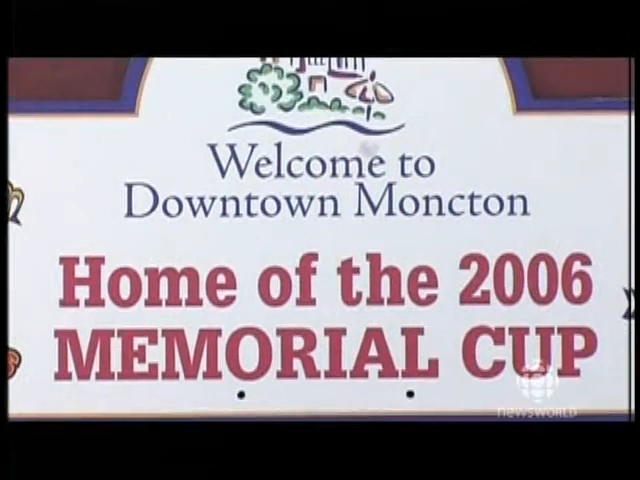 Welcome to
Downtown Moncton
Home of the 2006
MEMORIAL CUP
newsworld